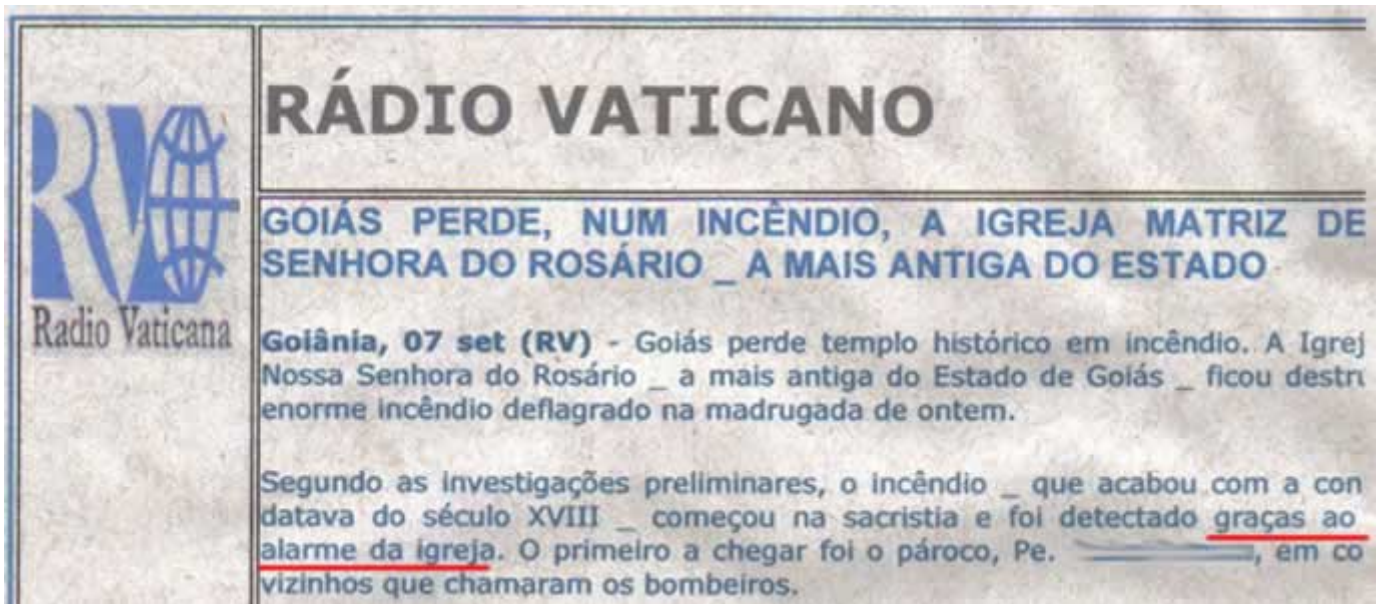 RÁDIO VATICANO
RV
Radio Vaticana
GOIÁS PERDE, NUM INCÊNDIO, A IGREJA MATRIZ DE
SENHORA DO ROSÁRIO _ A MAIS ANTIGA DO ESTADO
Goiânia, 07 set (RV) - Goiás perde templo histórico em incêndio. A Igrej
Nossa Senhora do Rosário _ a mais antiga do Estado de Goiás _ ficou destru
enorme incêndio deflagrado na madrugada de ontem.
Segundo as investigações preliminares, o incêndio _ que acabou com a con
datava do século XVIII _ começou na sacristia e foi detectado graças ao
alarme da igreja. O primeiro a chegar foi o pároco, Pe. , em co
vizinhos que chamaram os bombeiros.